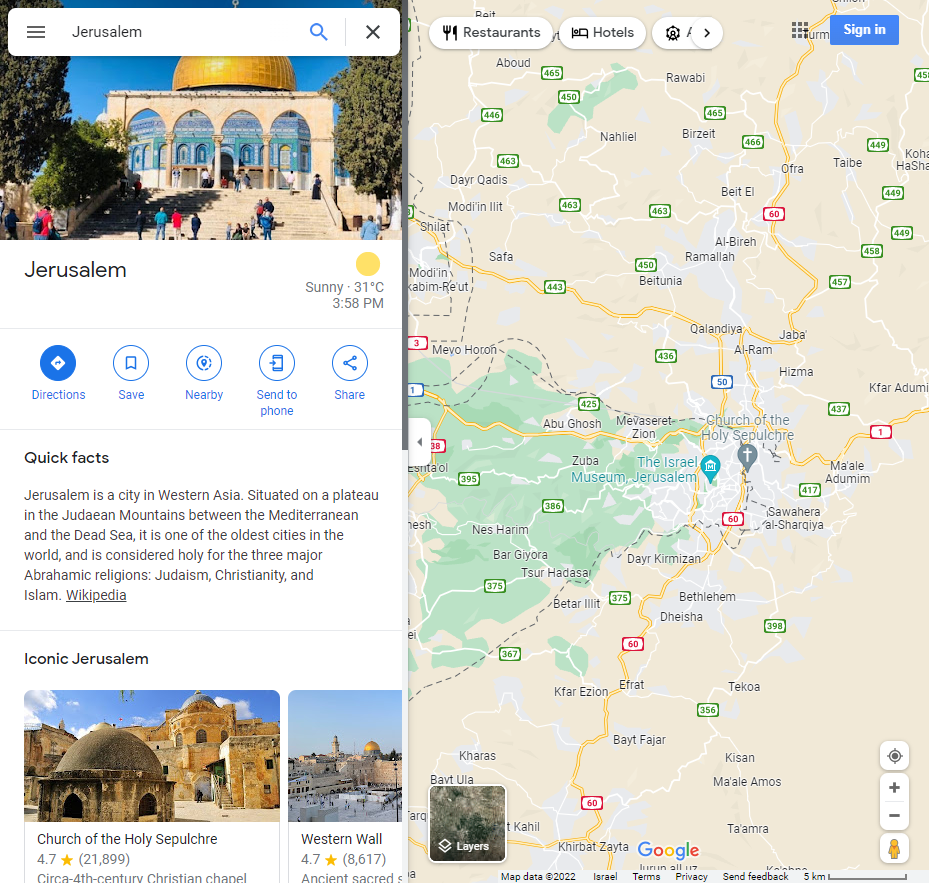 Jerusalem
Restaurants
Hotels
Sign in
Jerusalem
Sunny · 31°C
3:58 PM
Directions
Save
Nearby
Send to
phone
Share
Quick facts
Jerusalem is a city in Western Asia. Situated on a plateau
in the Judaean Mountains between the Mediterranean
and the Dead Sea, it is one of the oldest cities in the
world, and is considered holy for the three major
Abrahamic religions: Judaism, Christianity, and
Islam. Wikipedia
Iconic Jerusalem
Church of the Holy Sepulchre
4.7 ★ (21,899)
Circa-4th-century Christian chapel
Western Wall
4.7 ★ (8,617)
Ancient sacred s
Beit
Aboud
465
Rawabi
450
446
465
Nahliel
Birzeit
466
449
Koha
HaSha
463
Ofra
Taibe
Dayr Qadis
Beit El
449
Modi'in Ilit
463
463
60
Shilat
449
Al-Bireh
458
Safa
Ramallah
450
Modi'in
kabim-Re'ut
443
Beitunia
457
Qalandiya
Jaba'
3
Mevo Horon
436
Al-Ram
Hizma
50
1
Kfar Adumi
425
437
Abu Ghosh
Mevaseret
Zion
Church of the
Holy Sepulchre
1
38
Eshta'ol
Zuba
The Israel
Museum, Jerusalem
Ma'ale
Adumim
395
417
386
60
Sawahera
al-Sharqiya
Nes Harim
Bar Giyora
Dayr Kirmizan
Tsur Hadasa
375
375
Bethlehem
Betar Illit
Dheisha
398
60
367
Efrat
Kfar Ezion
Tekoa
356
Bayt Fajar
Kharas
Kisan
Bayt Ula
Ma'ale Amos
60
t Kahil
Ta'amra
Layers
Khirbat Zayta
Google
Map data ©2022
Israel
Terms
Privacy
Send feedback
5 km